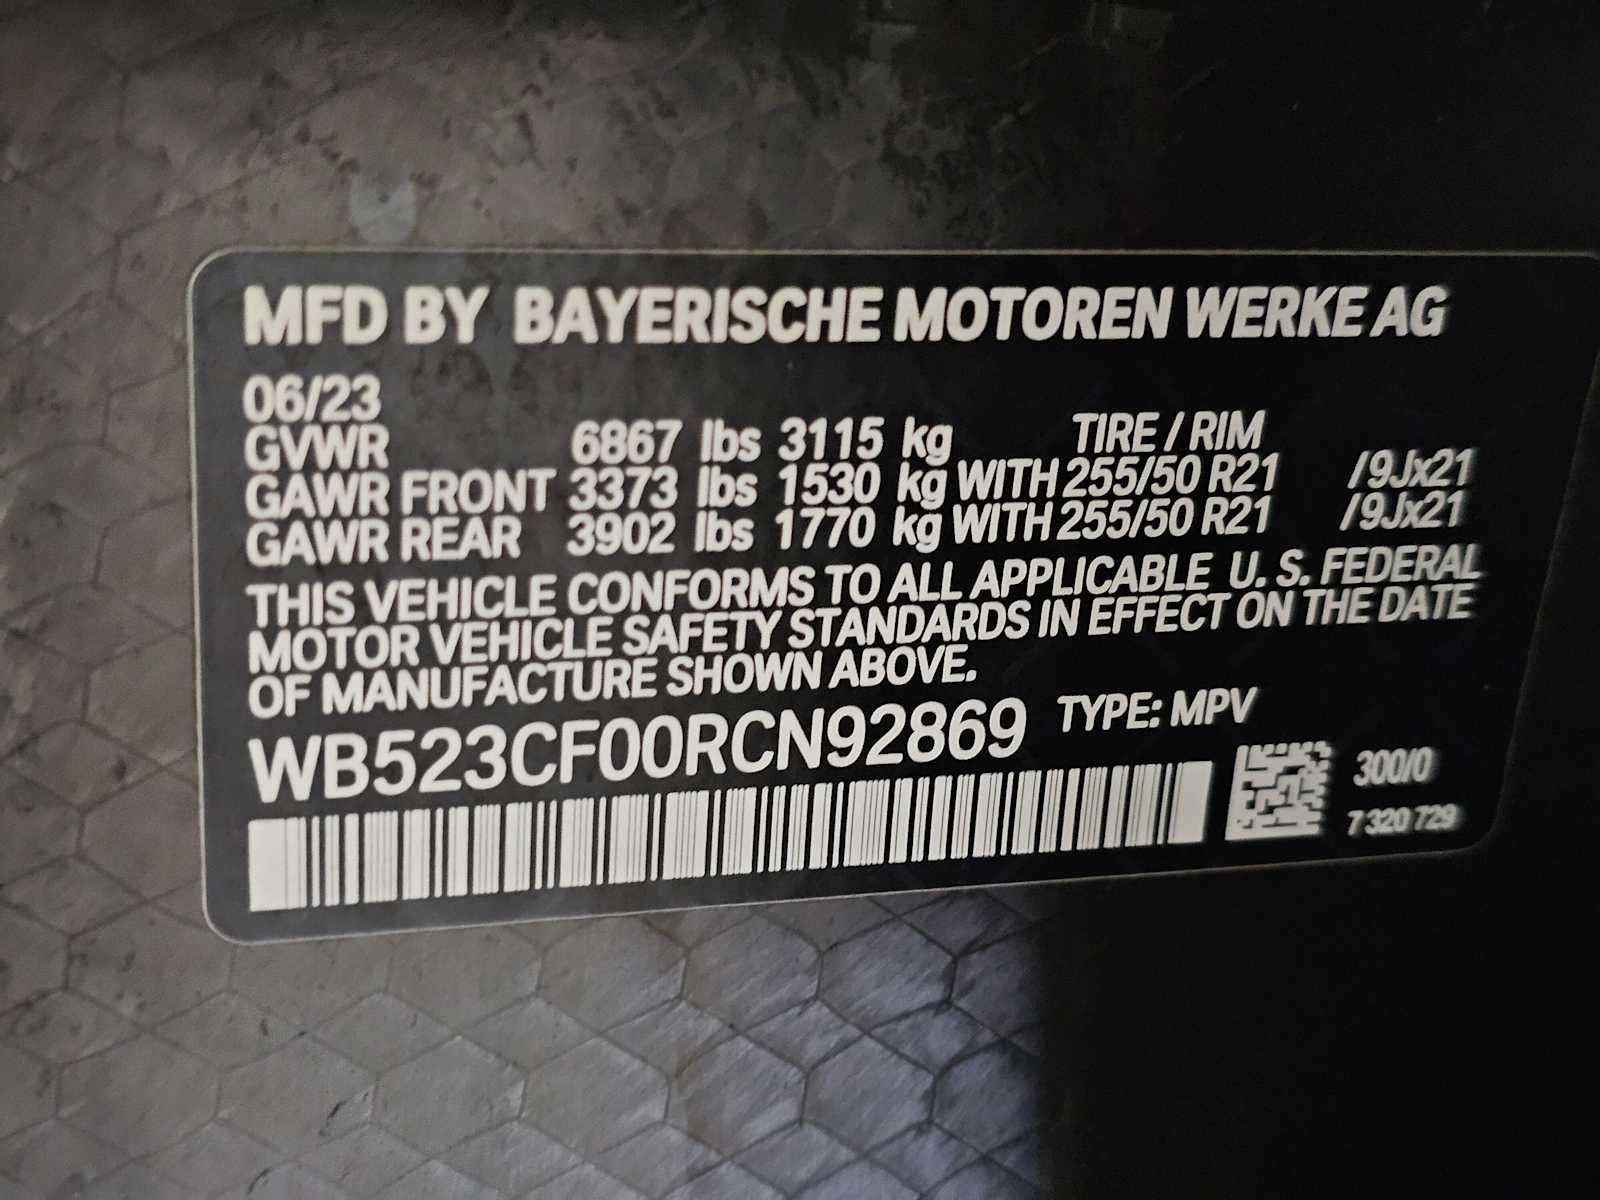 MFD BY BAYERISCHE MOTOREN WERKE AG
06/23
GVWR 6867 lbs 3115 kg TIRE / RIM
GAWR FRONT 3373 lbs 1530 kg WITH 255/50 R21 /9Jx21
GAWR REAR 3902 lbs 1770 kg WITH 255/50 R21 /9Jx21
THIS VEHICLE CONFORMS TO ALL APPLICABLE U. S. FEDERAL
MOTOR VEHICLE SAFETY STANDARDS IN EFFECT ON THE DATE
OF MANUFACTURE SHOWN ABOVE.
WB523CF00RCN92869 TYPE: MPV
300/0
7 320 729